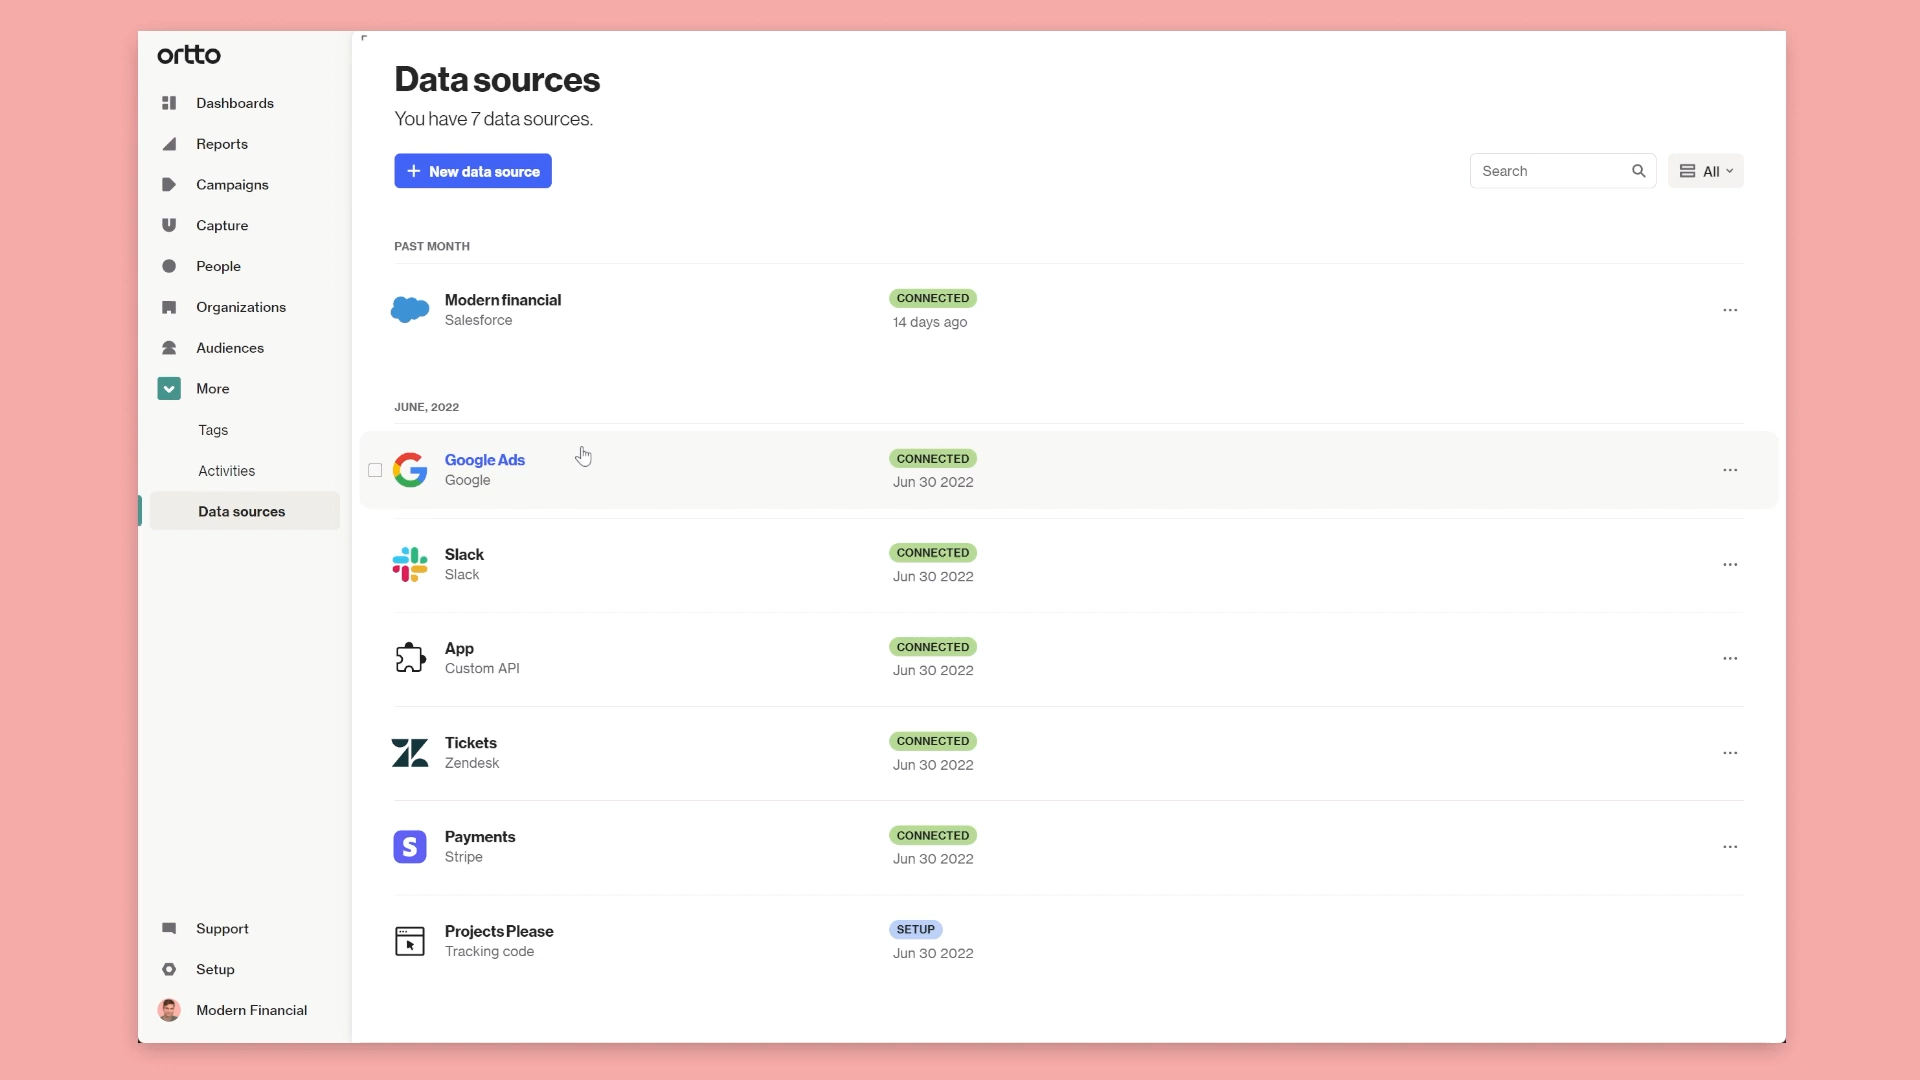 ortto
Dashboards
Reports
Campaigns
Capture
People
Organizations
Audiences
More
Tags
Activities
Data sources
Support
Setup
Modern Financial
Data sources
You have 7 data sources.
+ New data source
Search
All
PAST MONTH
Modern financial
Salesforce
CONNECTED
14 days ago
JUNE, 2022
Google Ads
Google
CONNECTED
Jun 30 2022
Slack
Slack
CONNECTED
Jun 30 2022
App
Custom API
CONNECTED
Jun 30 2022
Tickets
Zendesk
CONNECTED
Jun 30 2022
Payments
Stripe
CONNECTED
Jun 30 2022
Projects Please
Tracking code
SETUP
Jun 30 2022